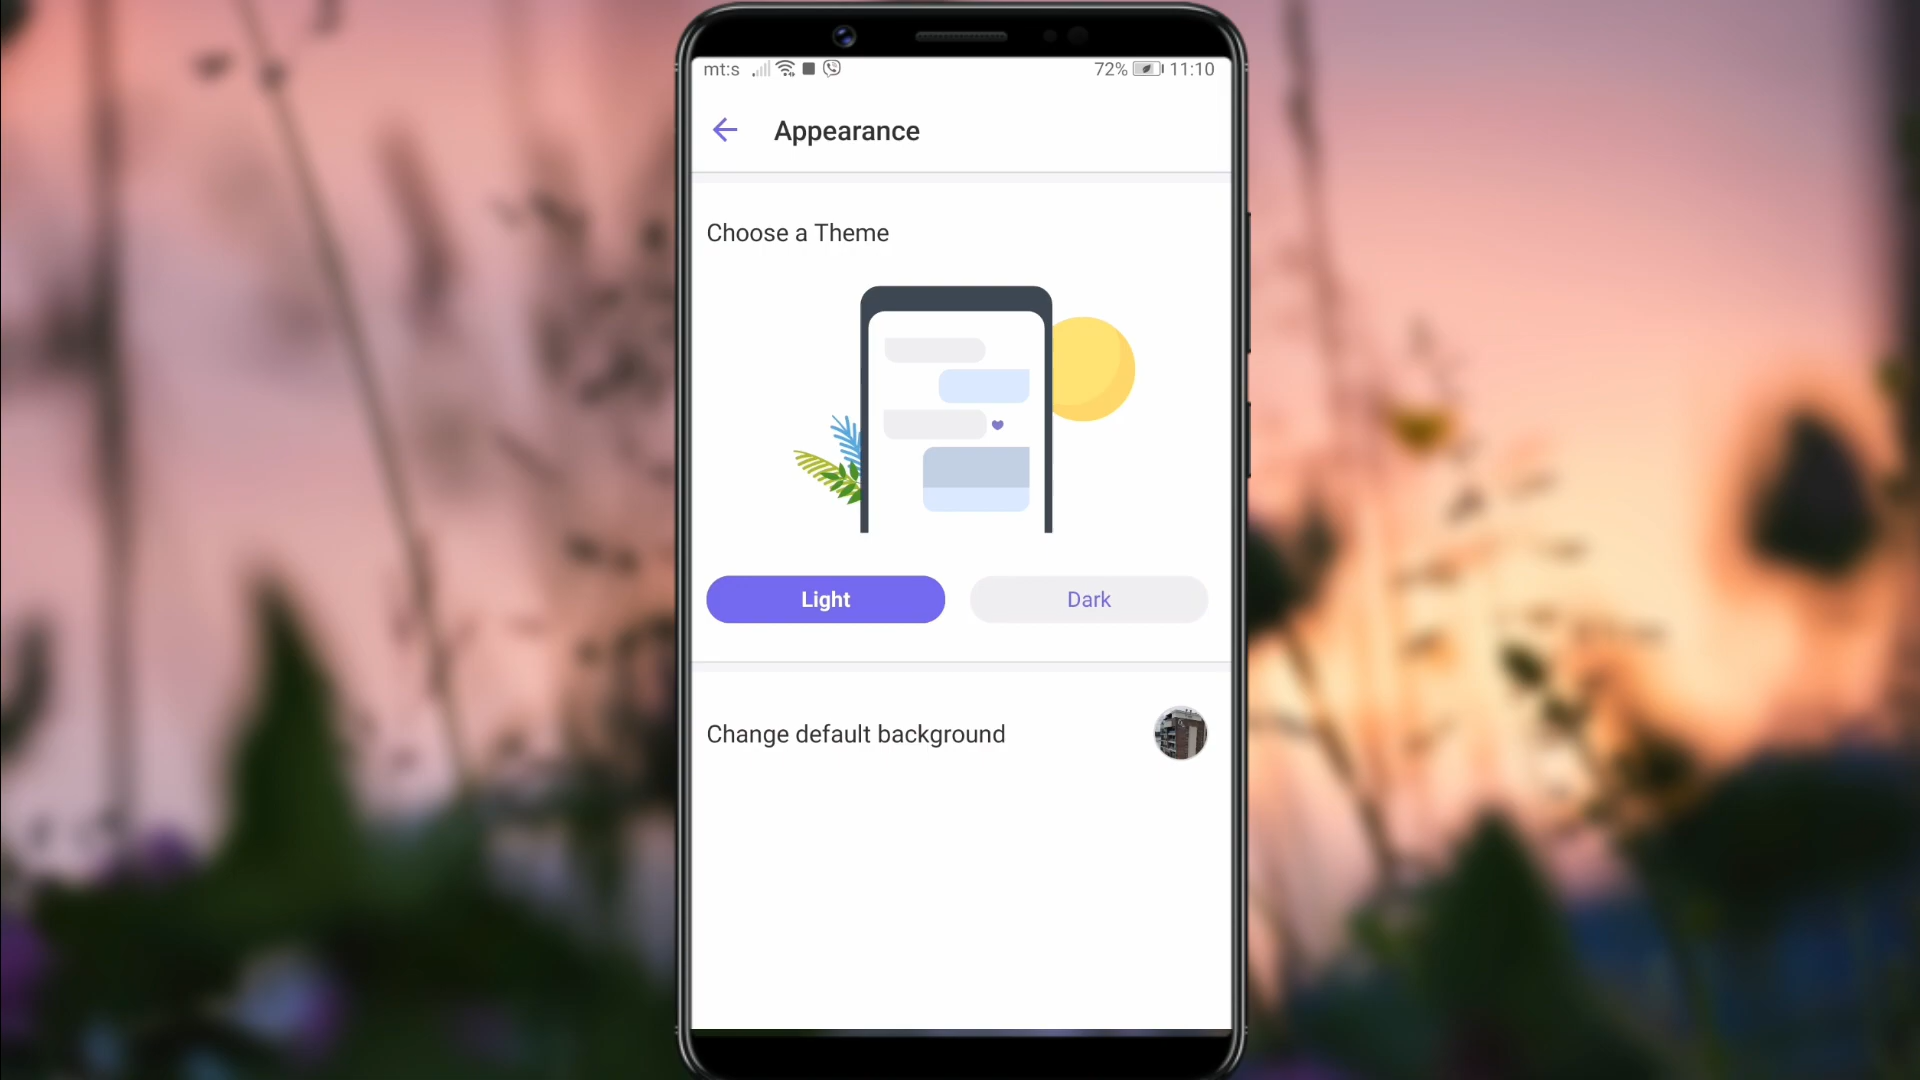 mt:s 72% 11:10
Appearance
Choose a Theme
Light Dark
Change default background